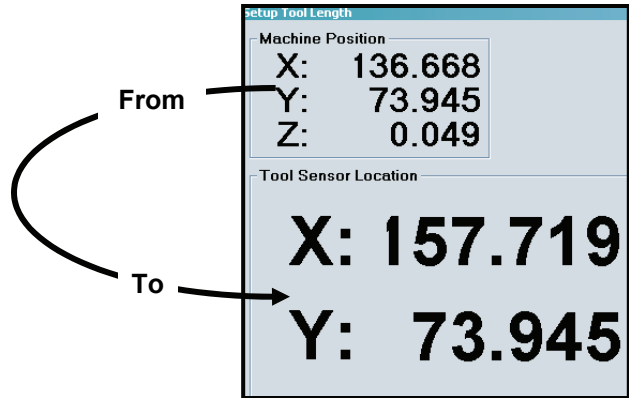 Setup Tool Length
Machine Position
X: 136.668
From
Y: 73.945
Z: 0.049
Tool Sensor Location
X: 157.719
To
Y: 73.945